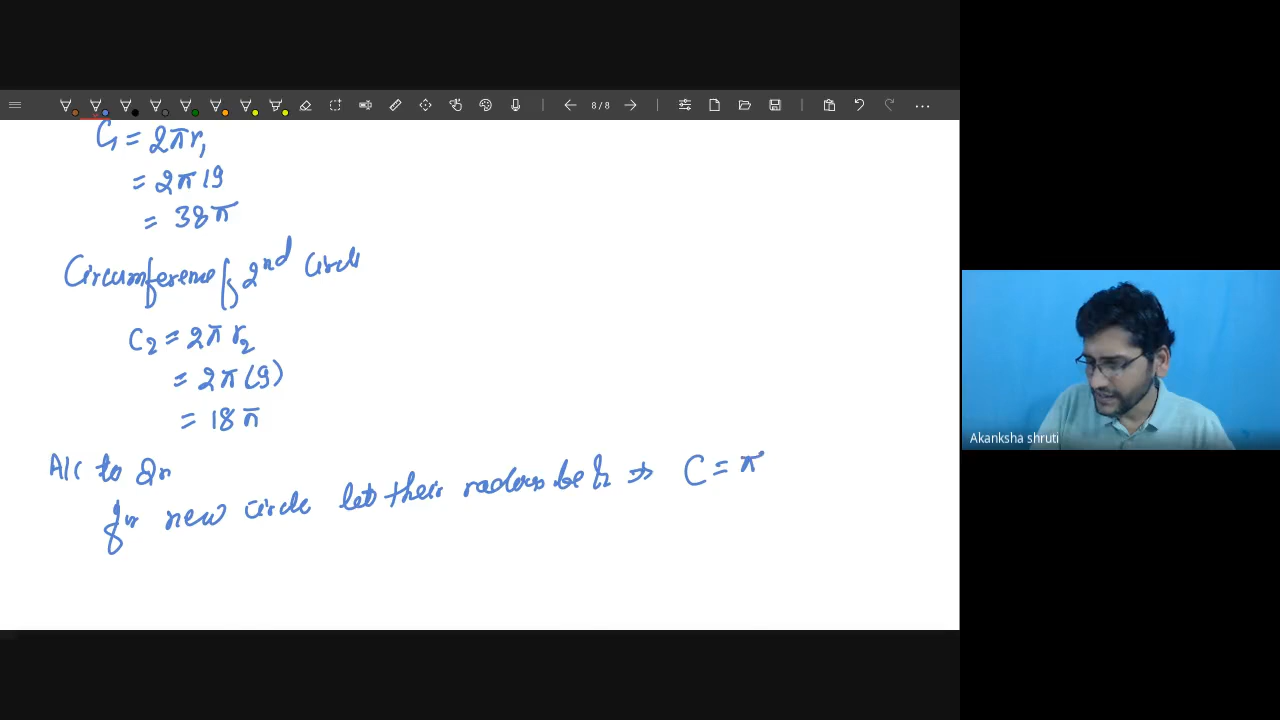 8/8
C₁ = 2πr₁
= 2π19
= 38π
Circumference of 2nd Circle
C₂ = 2πr₂
= 2π(9)
= 18π
A/C to Qn
for new circle let their radius be r ⇒ C = π
Akanksha shruti